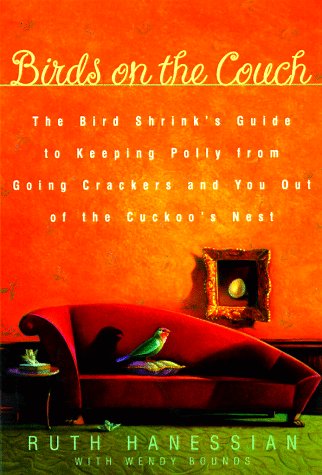 Birds on the Couch
The Bird Shrink's Guide
to Keeping Polly from
Going Crackers and You Out
of the Cuckoo's Nest
RUTH HANESSIAN
WITH WENDY BOUNDS